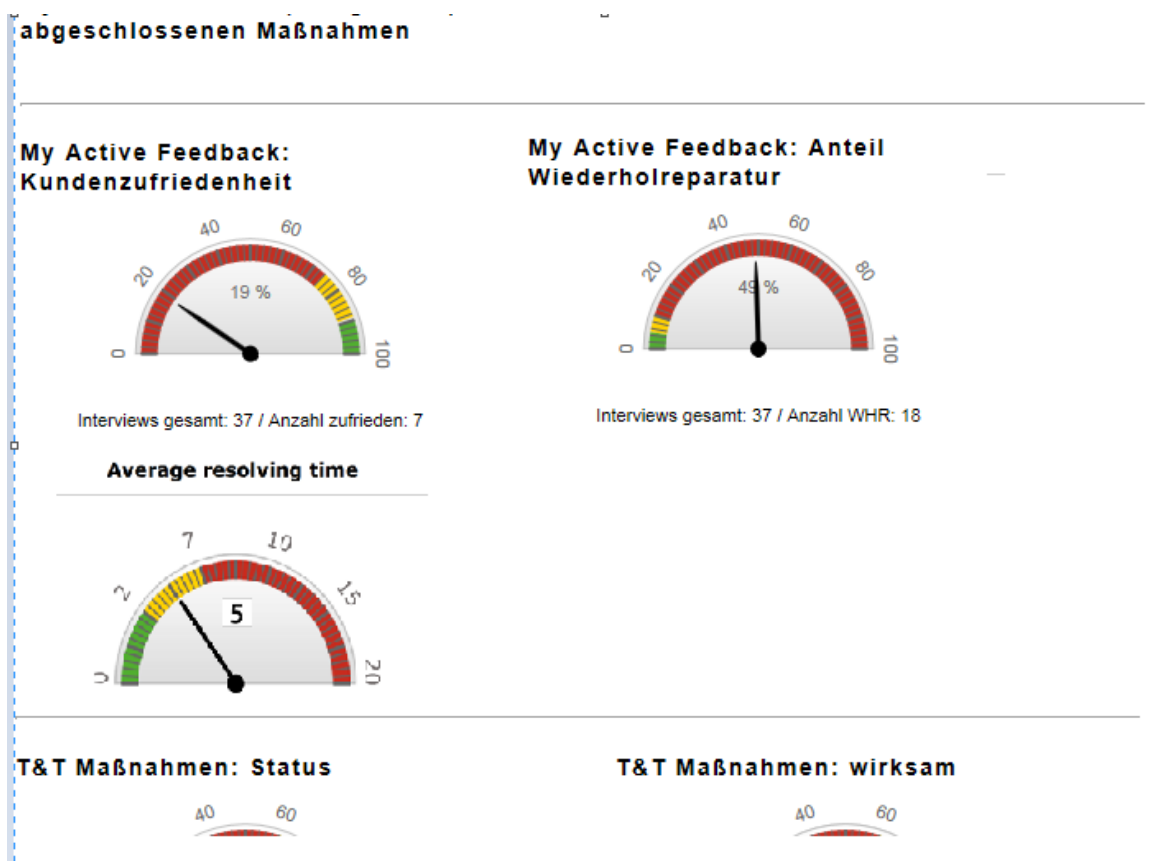 abgeschlossenen Maßnahmen
My Active Feedback:
Kundenzufriedenheit
0
20
40
60
80
100
19 %
Interviews gesamt: 37 / Anzahl zufrieden: 7
My Active Feedback: Anteil
Wiederholreparatur
0
20
40
60
80
100
49 %
Interviews gesamt: 37 / Anzahl WHR: 18
Average resolving time
0
2
7
10
15
20
5
T&T Maßnahmen: Status
40
60
T&T Maßnahmen: wirksam
40
60